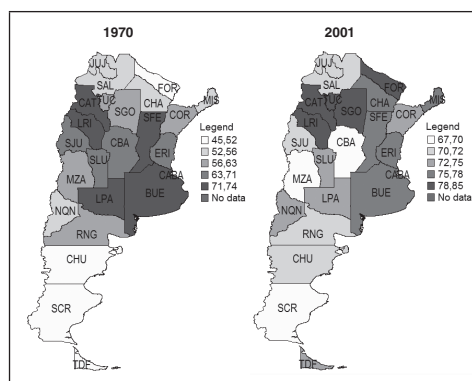 1970
JUJ
SAL
FOR
CAT
TUC
SGO
CHA
MIS
COR
LRI
SFE
SJU
CBA
ERI
SLU
MZA
CABA
LPA
BUE
NQN
RNG
CHU
SCR
TDF
Legend
45,52
52,56
56,63
63,71
71,74
No data
2001
JUJ
SAL
FOR
CAT
TUC
SGO
CHA
MIS
COR
LRI
SFE
SJU
CBA
ERI
SLU
MZA
CABA
LPA
BUE
NQN
RNG
CHU
SCR
TDF
Legend
67,70
70,72
72,75
75,78
78,85
No data